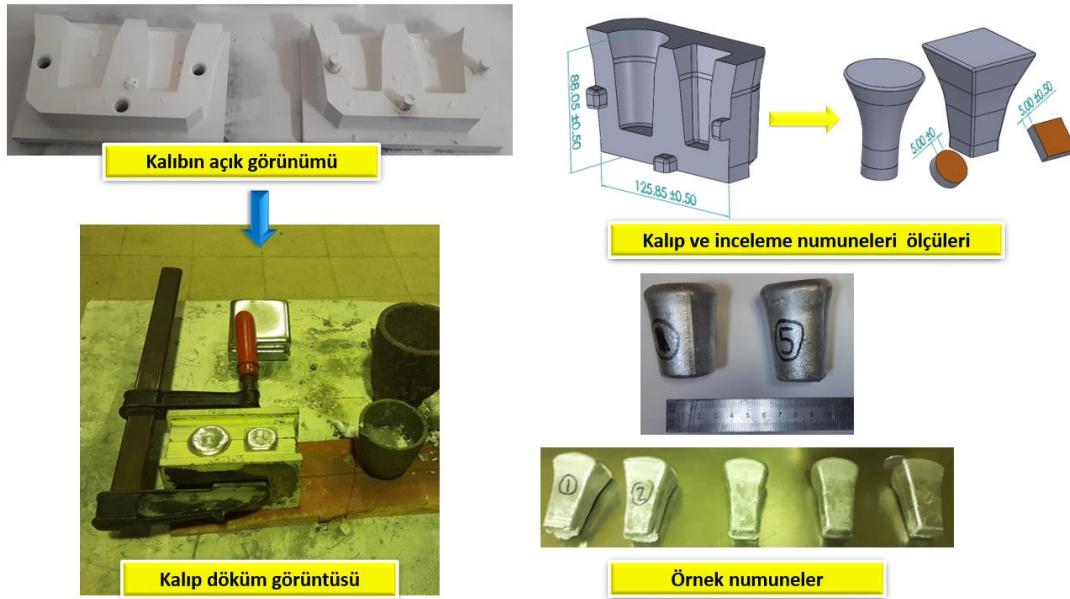 Kalıbın açık görünümü
88.05 ±0.50
125.85 ±0.50
5.00 ±0
5.00 ±0.50
Kalıp ve inceleme numuneleri ölçüleri
5
1
2
Kalıp döküm görüntüsü
Örnek numuneler